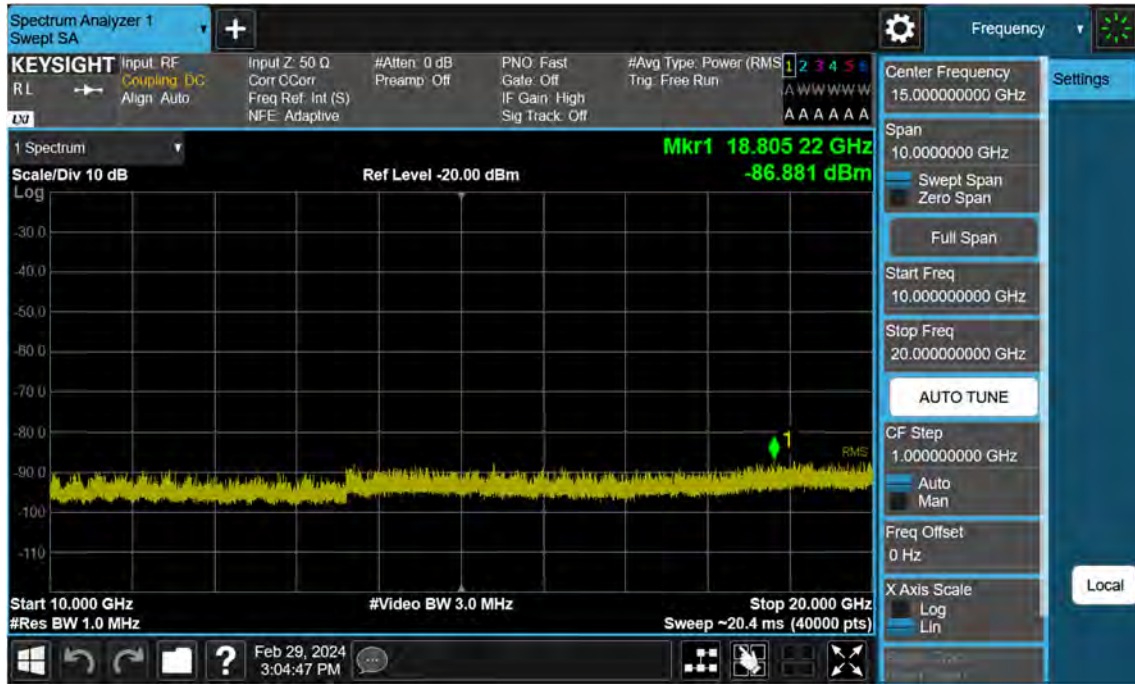 Spectrum Analyzer 1
Swept SA
Frequency
KEYSIGHT
RL
LXI
Input: RF
Coupling: DC
Align: Auto
Input Z: 50 Ω
Corr CCorr
Freq Ref: Int (S)
NFE: Adaptive
#Atten: 0 dB
Preamp: Off
PNO: Fast
Gate: Off
IF Gain: High
Sig Track: Off
#Avg Type: Power (RMS
Trig: Free Run
1 2 3 4 5 6
A W W W W W
A A A A A A
1 Spectrum
Scale/Div 10 dB
Ref Level -20.00 dBm
Mkr1 18.805 22 GHz
-86.881 dBm
Log
-30.0
-40.0
-50.0
-60.0
-70.0
-80.0
-90.0
-100
-110
1
RMS
Start 10.000 GHz
#Res BW 1.0 MHz
#Video BW 3.0 MHz
Stop 20.000 GHz
Sweep ~20.4 ms (40000 pts)
Feb 29, 2024
3:04:47 PM
Center Frequency
15.000000000 GHz
Span
10.0000000 GHz
Swept Span
Zero Span
Full Span
Start Freq
10.000000000 GHz
Stop Freq
20.000000000 GHz
AUTO TUNE
CF Step
1.000000000 GHz
Auto
Man
Freq Offset
0 Hz
X Axis Scale
Log
Lin
Settings
Local